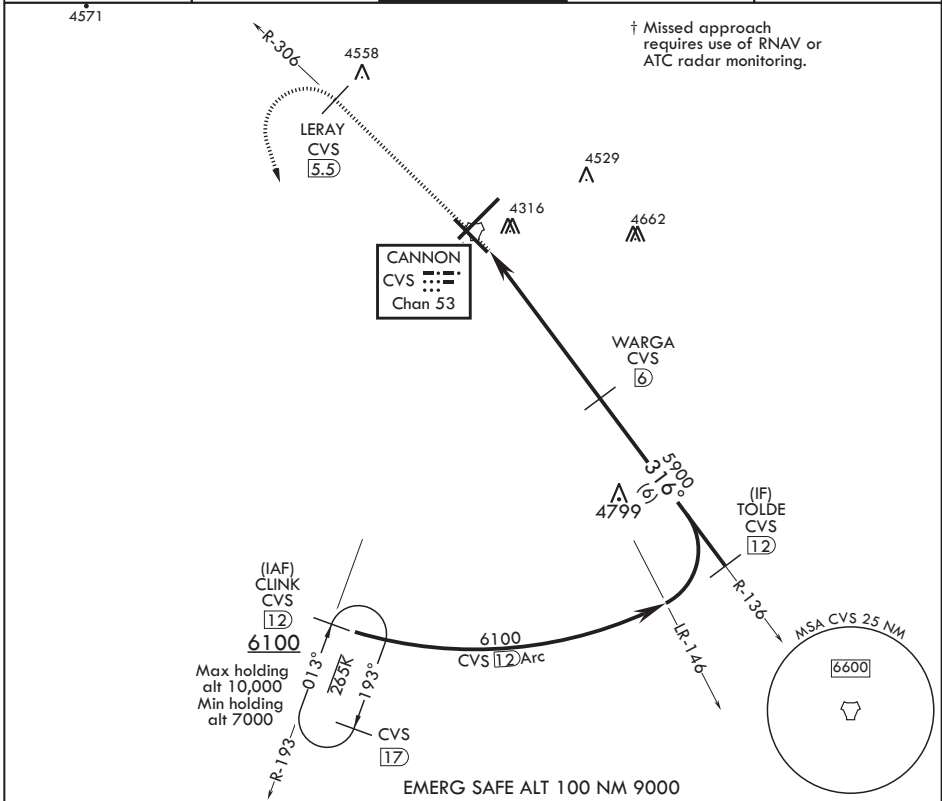 4571
† Missed approach
requires use of RNAV or
ATC radar monitoring.
R-306
4558
LERAY
CVS
5.5
4529
4316
4662
CANNON
CVS
Chan 53
WARGA
CVS
6
5900
316°
(6)
4799
(IF)
TOLDE
CVS
12
R-136
(IAF)
CLINK
CVS
12
6100
Max holding
alt 10,000
Min holding
alt 7000
013°
265K
193°
6100
CVS 12 Arc
LR-146
CVS
17
R-193
MSA CVS 25 NM
6600
EMERG SAFE ALT 100 NM 9000